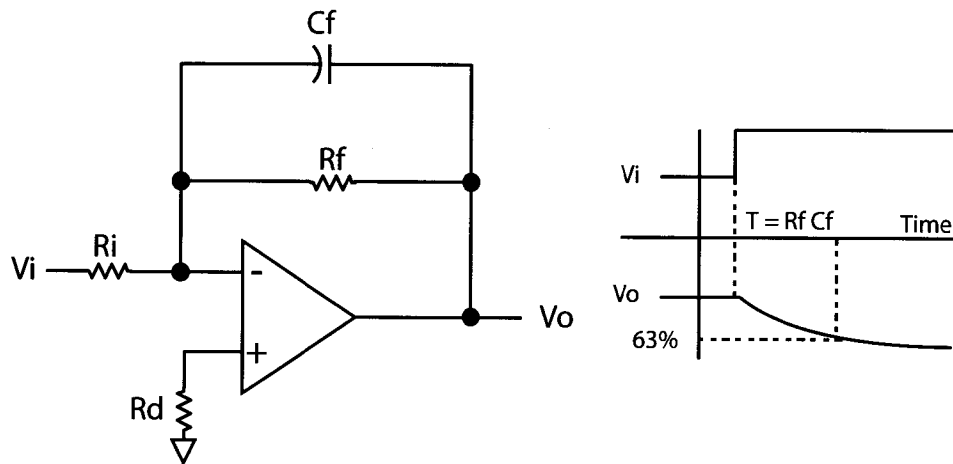 Cf
Rf
Ri
Vi
-
+
Rd
Vo
Vi
T = Rf Cf
Time
Vo
63%